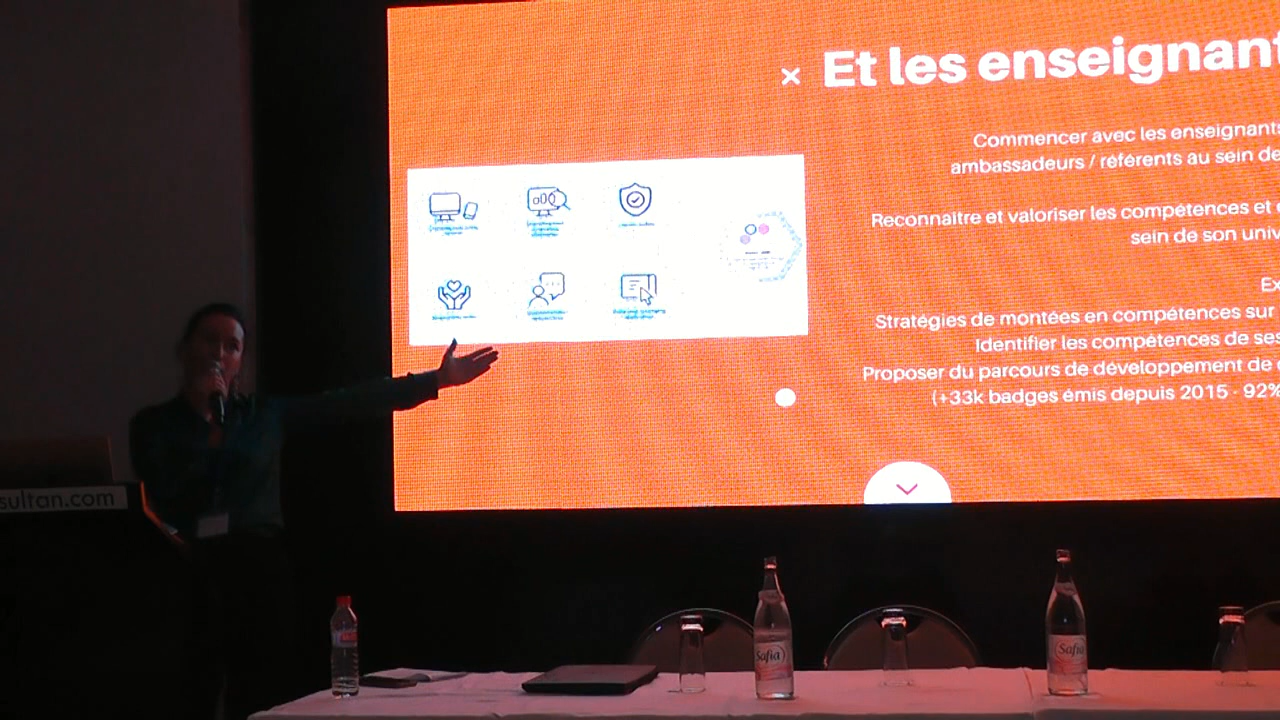 Et les enseignant
Commencer avec les enseignants
ambassadeurs / référents au sein de
Reconnaitre et valoriser les compétences et
sein de son univ
Ex
Stratégies de montées en compétences sur
Identifier les compétences de ses
Proposer du parcours de développement de
(+33k badges émis depuis 2015 - 92%
sultan.com
Safia
Safia